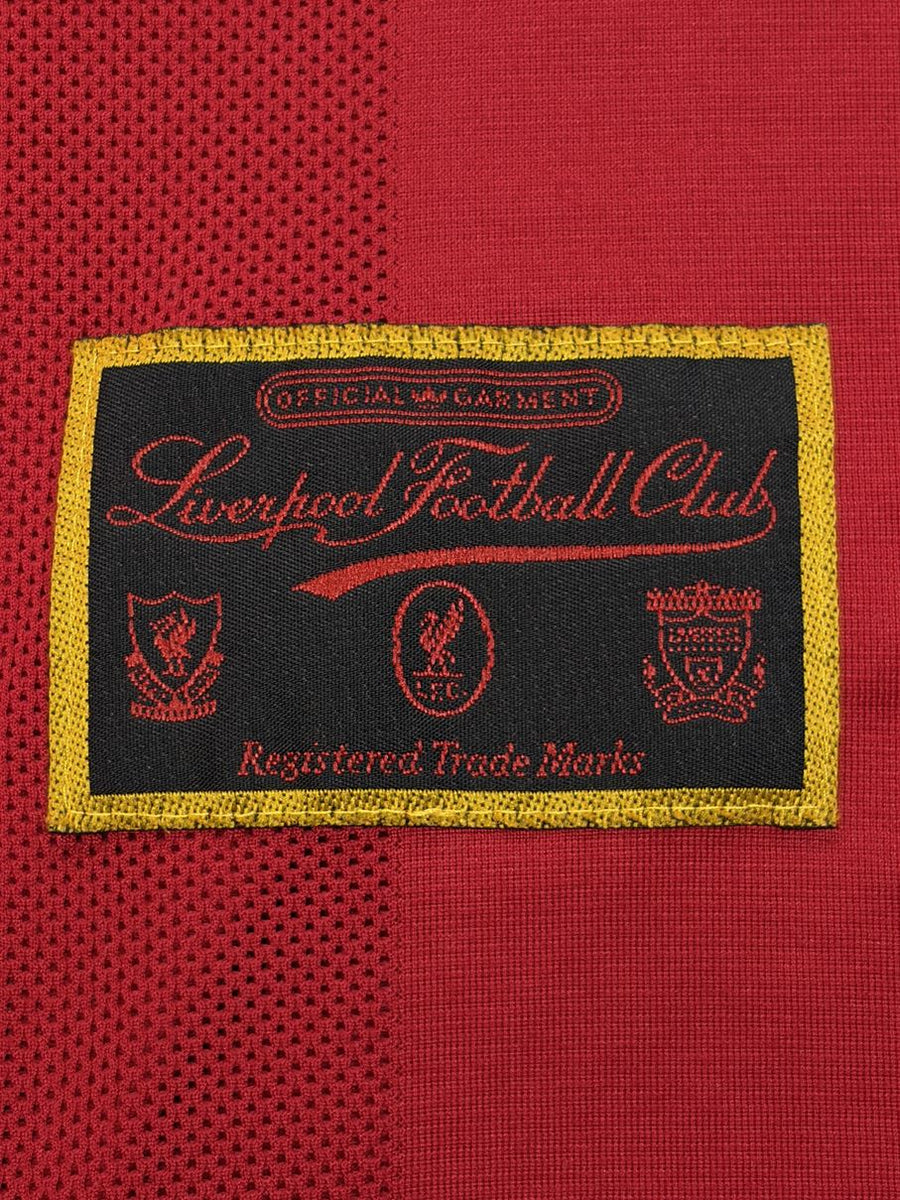 OFFICIAL GARMENT
Liverpool Football Club
L.F.C.
Registered Trade Marks